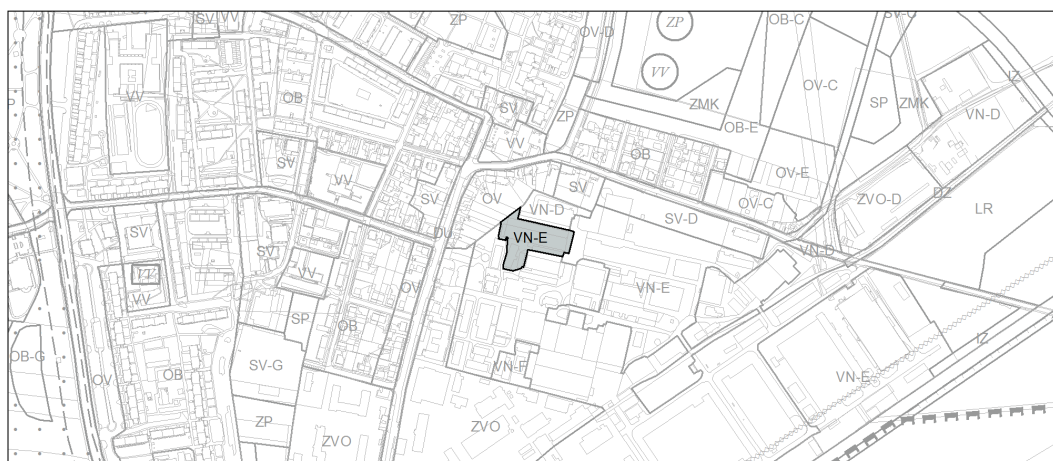 SV
VV
ZP
OV-D
ZP
VV
OB-C
OV-C
SV-O
IZ
VV
OB
SV
ZMK
SP
ZMK
VN-D
ZP
OB-E
SV
VV
SV
VV
OB
OV-E
OV-C
ZVO-D
DZ
LR
SV
OV
SV
VN-D
SV-D
DU
VN-E
VN-D
SV
SV
VV
VV
VV
OV
VN-E
SP
OB
OB-G
OV
OB
SV-G
VN-F
VN-E
IZ
ZP
ZVO
ZVO